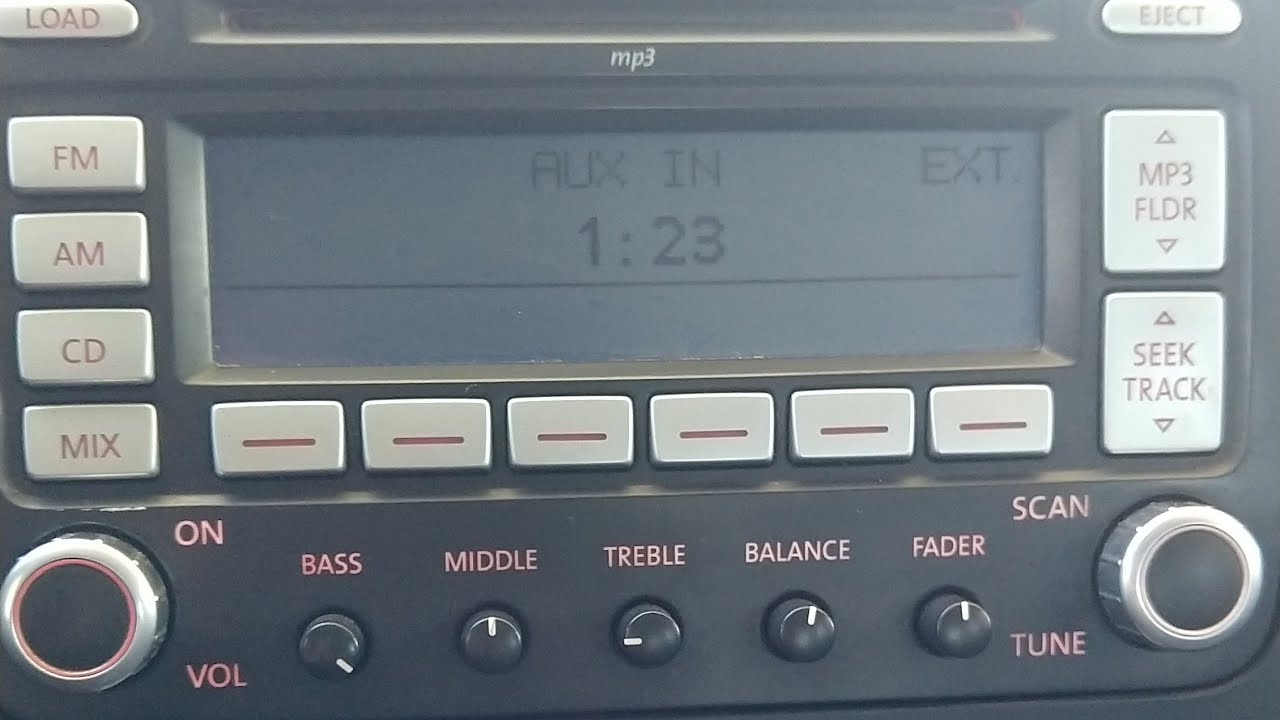 LOAD
EJECT
mp3
FM
AUX IN
EXT.
MP3
FLDR
AM
1:23
CD
SEEK
TRACK
MIX
ON
SCAN
BASS
MIDDLE
TREBLE
BALANCE
FADER
VOL
TUNE